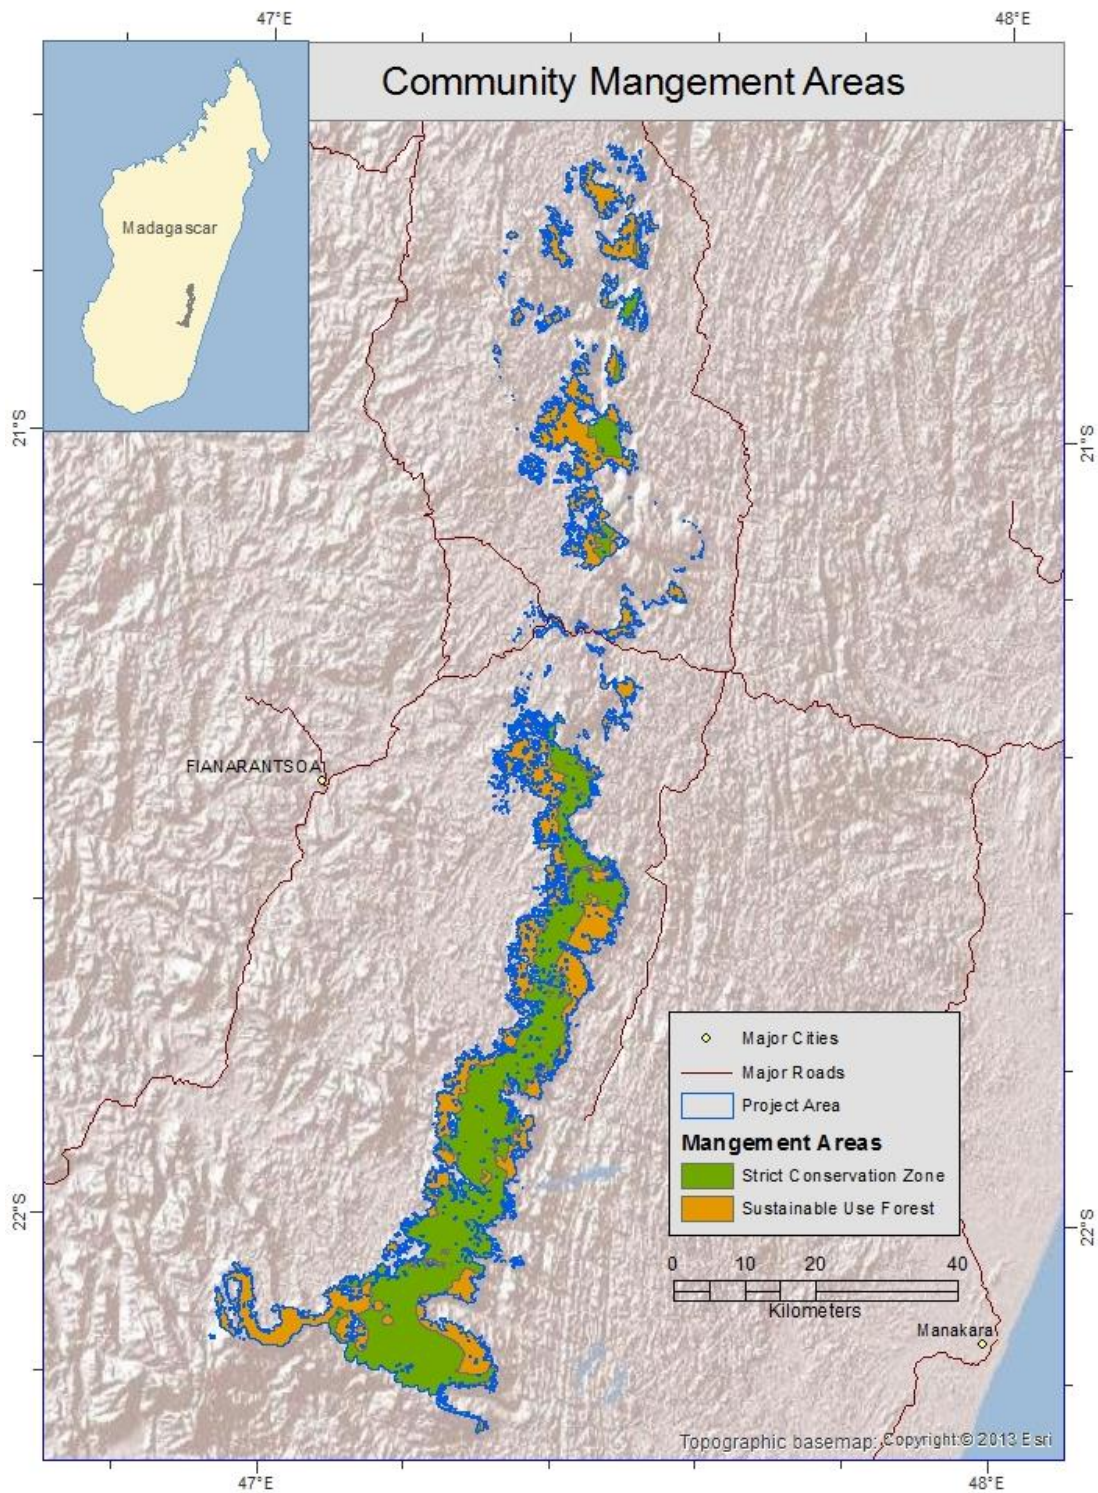 47°E 48°E
Community Mangement Areas
Madagascar
21°S 21°S
FIANARANTSOA
Major Cities
Major Roads
Project Area
Mangement Areas
Strict Conservation Zone
Sustainable Use Forest
22°S 22°S
0 10 20 40
Kilometers
Manakara
Topographic basemap: Copyright:© 2013 Esri
47°E 48°E